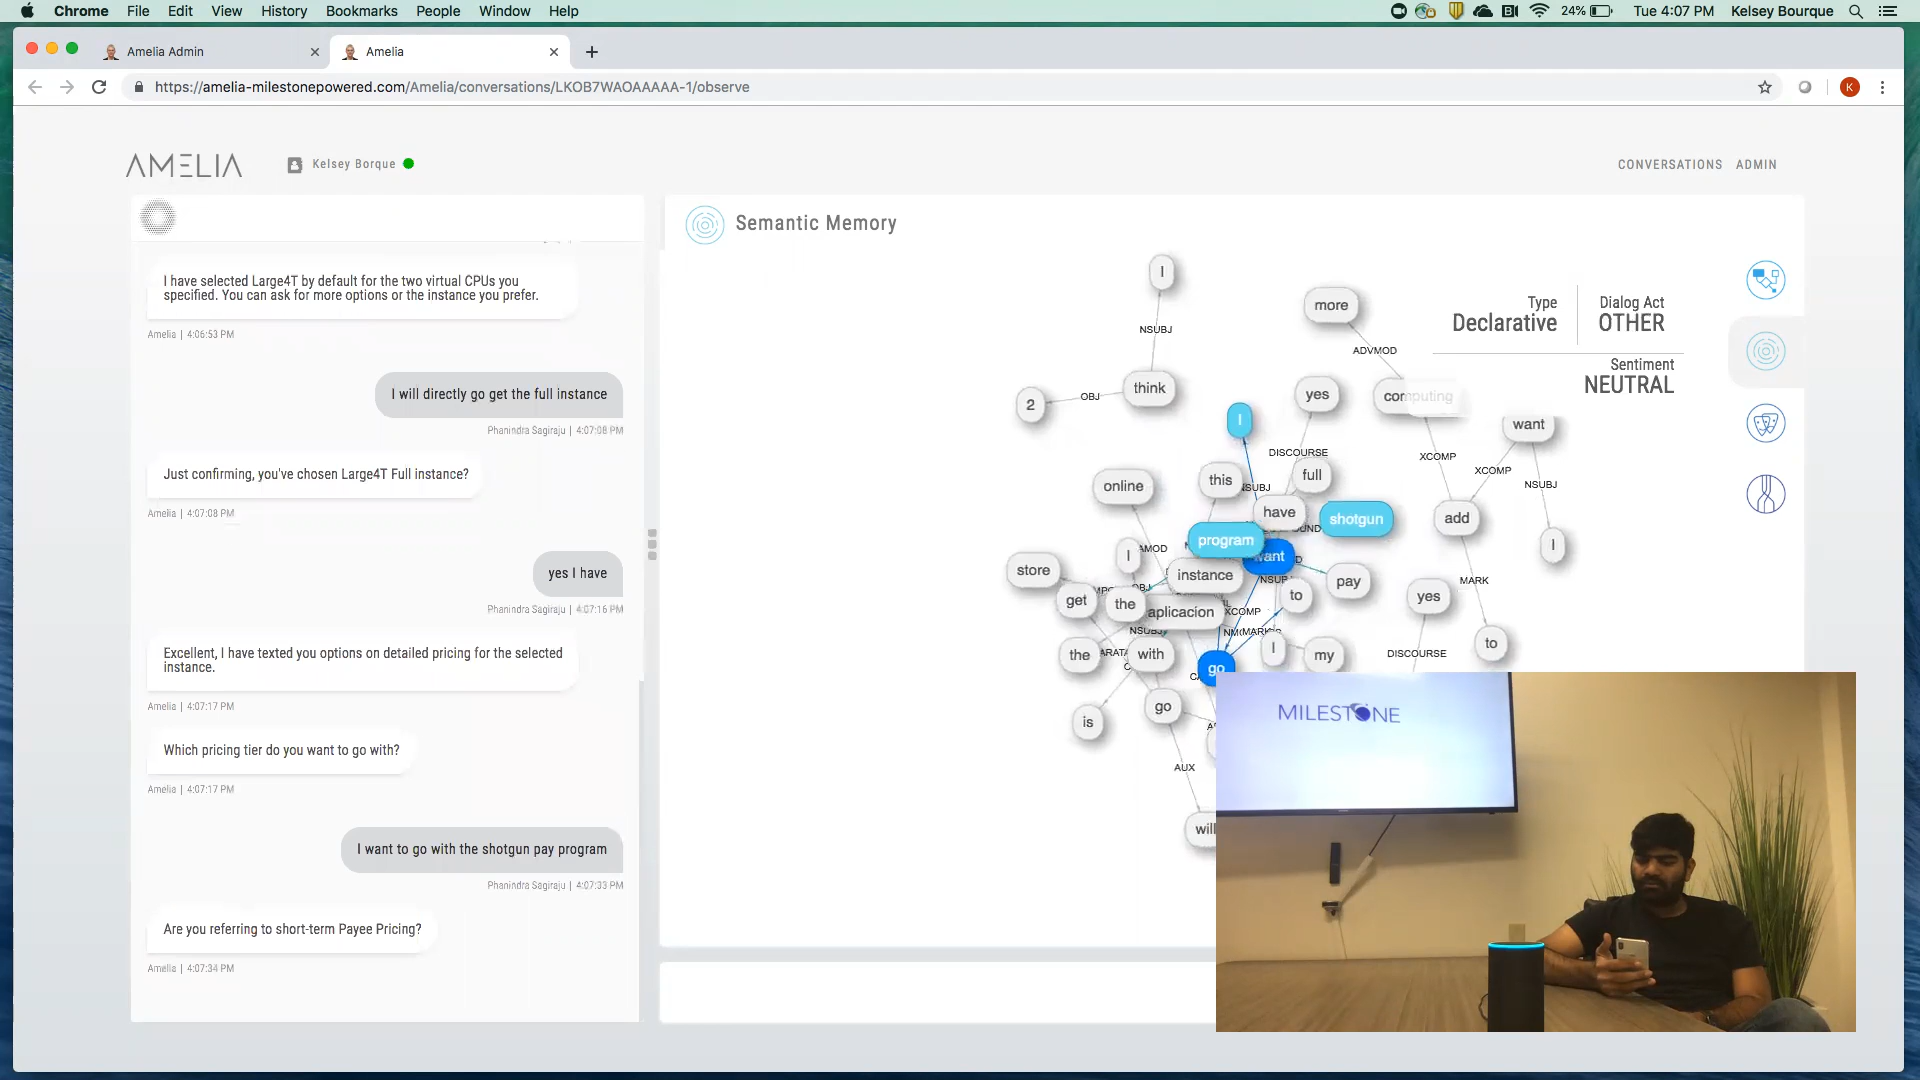 Chrome File Edit View History Bookmarks People Window Help
24% Tue 4:07 PM Kelsey Bourque
Amelia Admin
Amelia
https://amelia-milestonepowered.com/Amelia/conversations/LKOB7WAOAAAAA-1/observe
K
AMELIA
Kelsey Borque
CONVERSATIONS ADMIN
I have selected Large4T by default for the two virtual CPUs you
specified. You can ask for more options or the instance you prefer.
Amelia | 4:06:53 PM
I will directly go get the full instance
Phanindra Sagiraju | 4:07:08 PM
Just confirming, you've chosen Large4T Full instance?
Amelia | 4:07:08 PM
yes I have
Phanindra Sagiraju | 4:07:16 PM
Excellent, I have texted you options on detailed pricing for the selected
instance.
Amelia | 4:07:17 PM
Which pricing tier do you want to go with?
Amelia | 4:07:17 PM
I want to go with the shotgun pay program
Phanindra Sagiraju | 4:07:33 PM
Are you referring to short-term Payee Pricing?
Amelia | 4:07:34 PM
Semantic Memory
Type
Declarative
Dialog Act
OTHER
Sentiment
NEUTRAL
I
more
NSUBJ
ADVMOD
think
2
OBJ
yes
computing
I
want
DISCOURSE
XCOMP
XCOMP
NSUBJ
online
this
NSUBJ
full
have
shotgun
add
program
want
I
I
AMOD
store
instance
NSUBJ
pay
MARK
get
the
aplicacion
XCOMP
to
yes
NSUBJ
MARK
the
with
I
my
DISCOURSE
to
go
is
go
AUX
will
MILESTONE